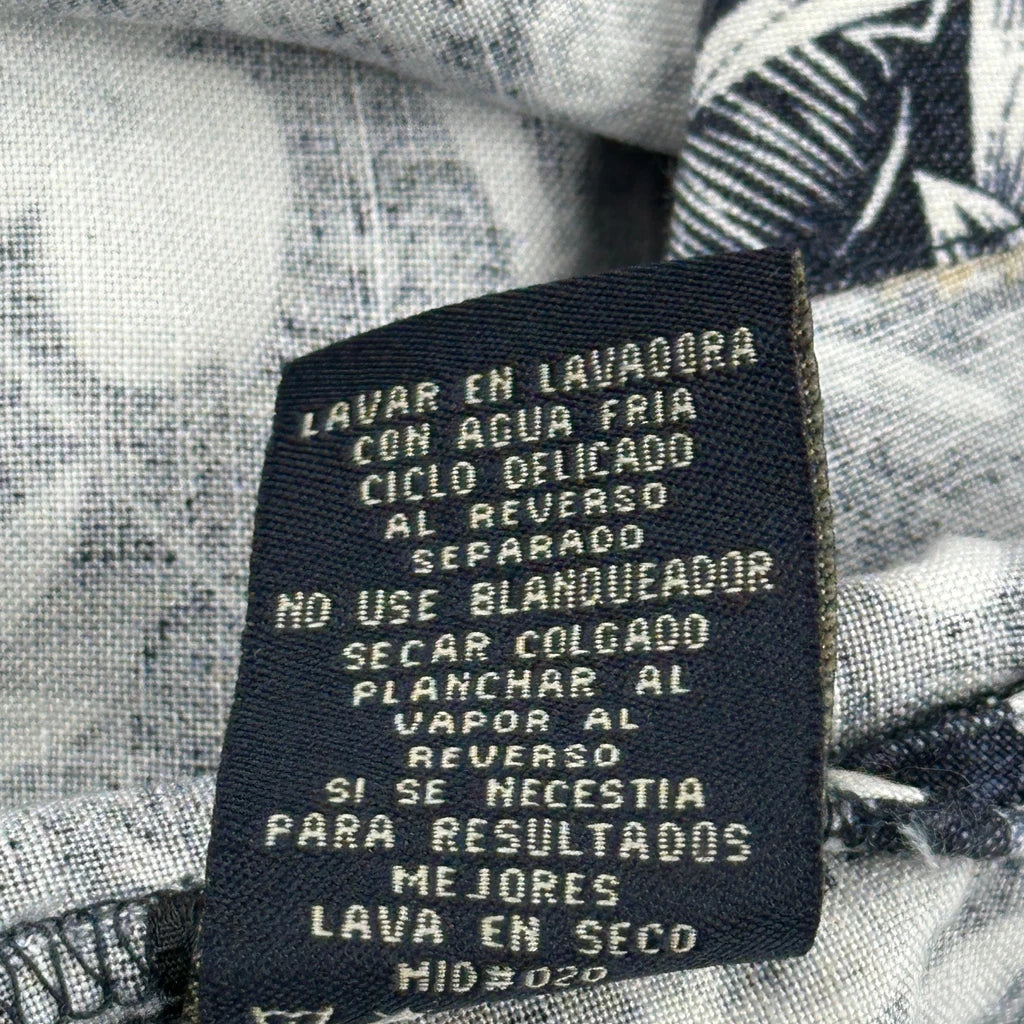 LAVAR EN LAVADORA
CON AGUA FRIA
CICLO DELICADO
AL REVERSO
SEPARADO
NO USE BLANQUEADOR
SECAR COLGADO
PLANCHAR AL
VAPOR AL
REVERSO
SI SE NECESTIA
PARA RESULTADOS
MEJORES
LAVA EN SECO
MID#020